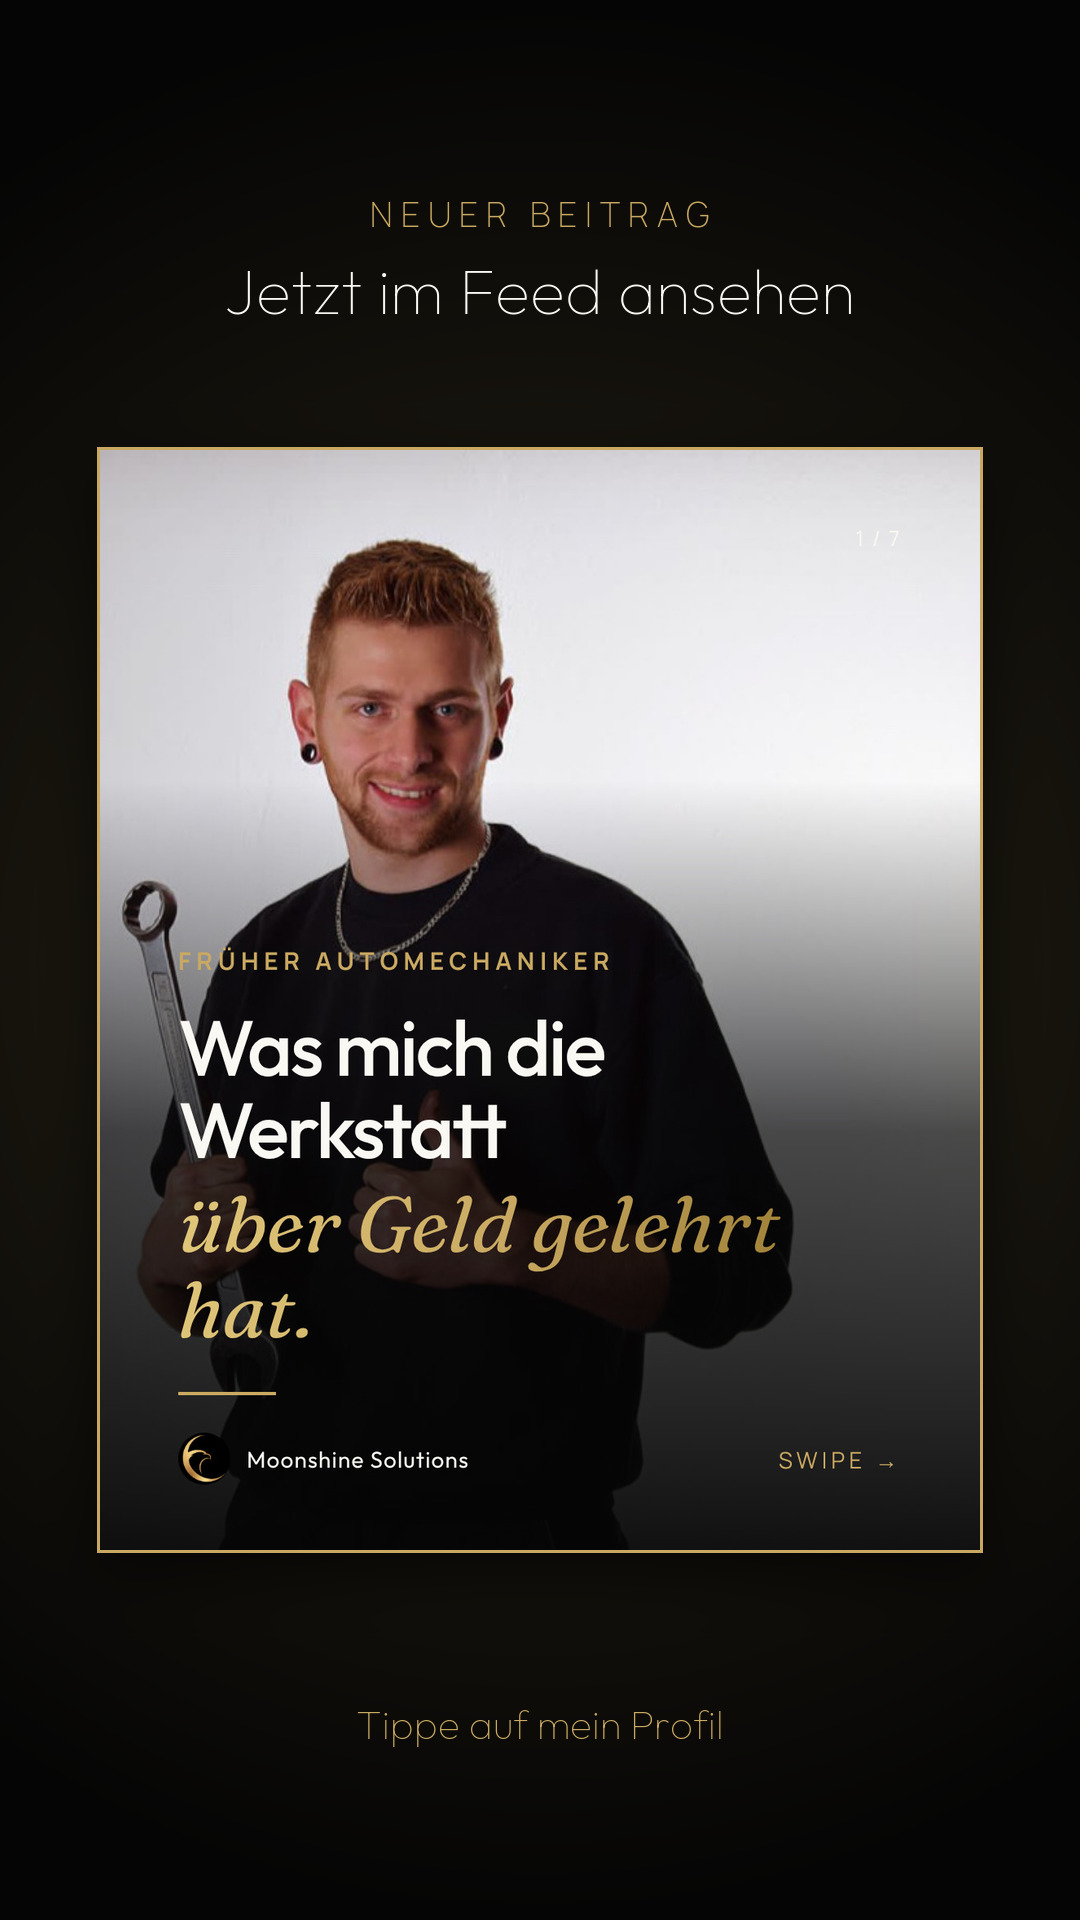 NEUER BEITRAG
Jetzt im Feed ansehen
1 / 7
FRÜHER AUTOMECHANIKER
Was mich die
Werkstatt
über Geld gelehrt
hat.
Moonshine Solutions
SWIPE →
Tippe auf mein Profil